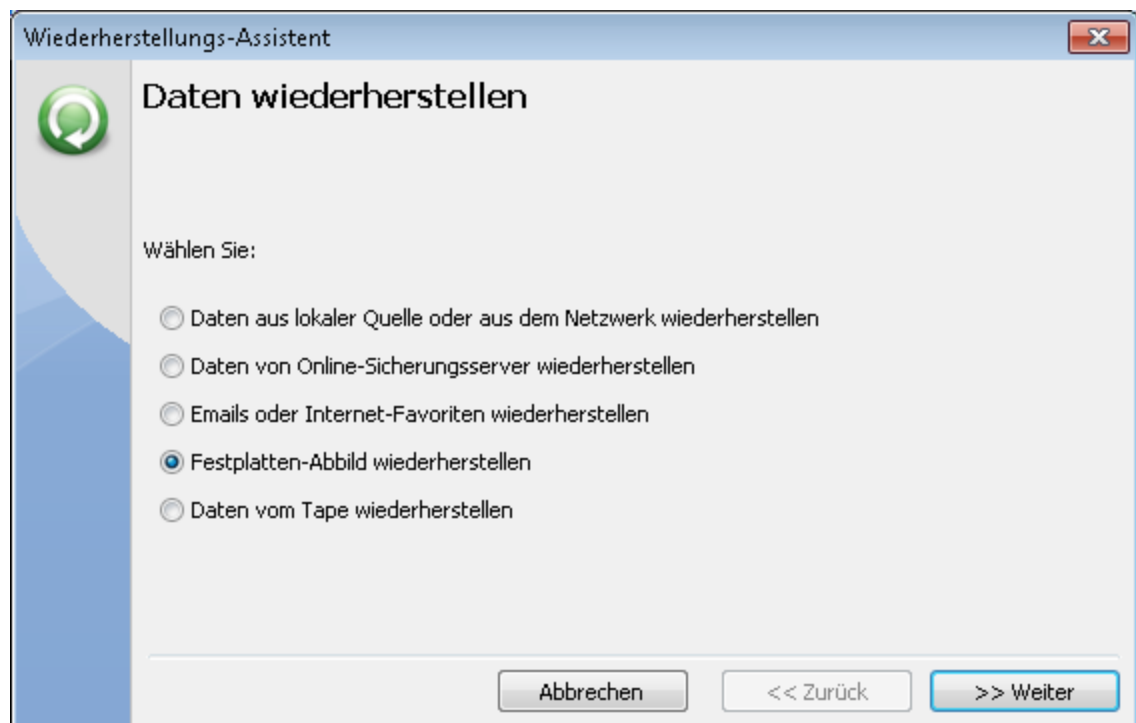 Wiederherstellungs-Assistent
Daten wiederherstellen
Wählen Sie:
Daten aus lokaler Quelle oder aus dem Netzwerk wiederherstellen
Daten von Online-Sicherungsserver wiederherstellen
Emails oder Internet-Favoriten wiederherstellen
Festplatten-Abbild wiederherstellen
Daten vom Tape wiederherstellen
Abbrechen
<< Zurück
>> Weiter